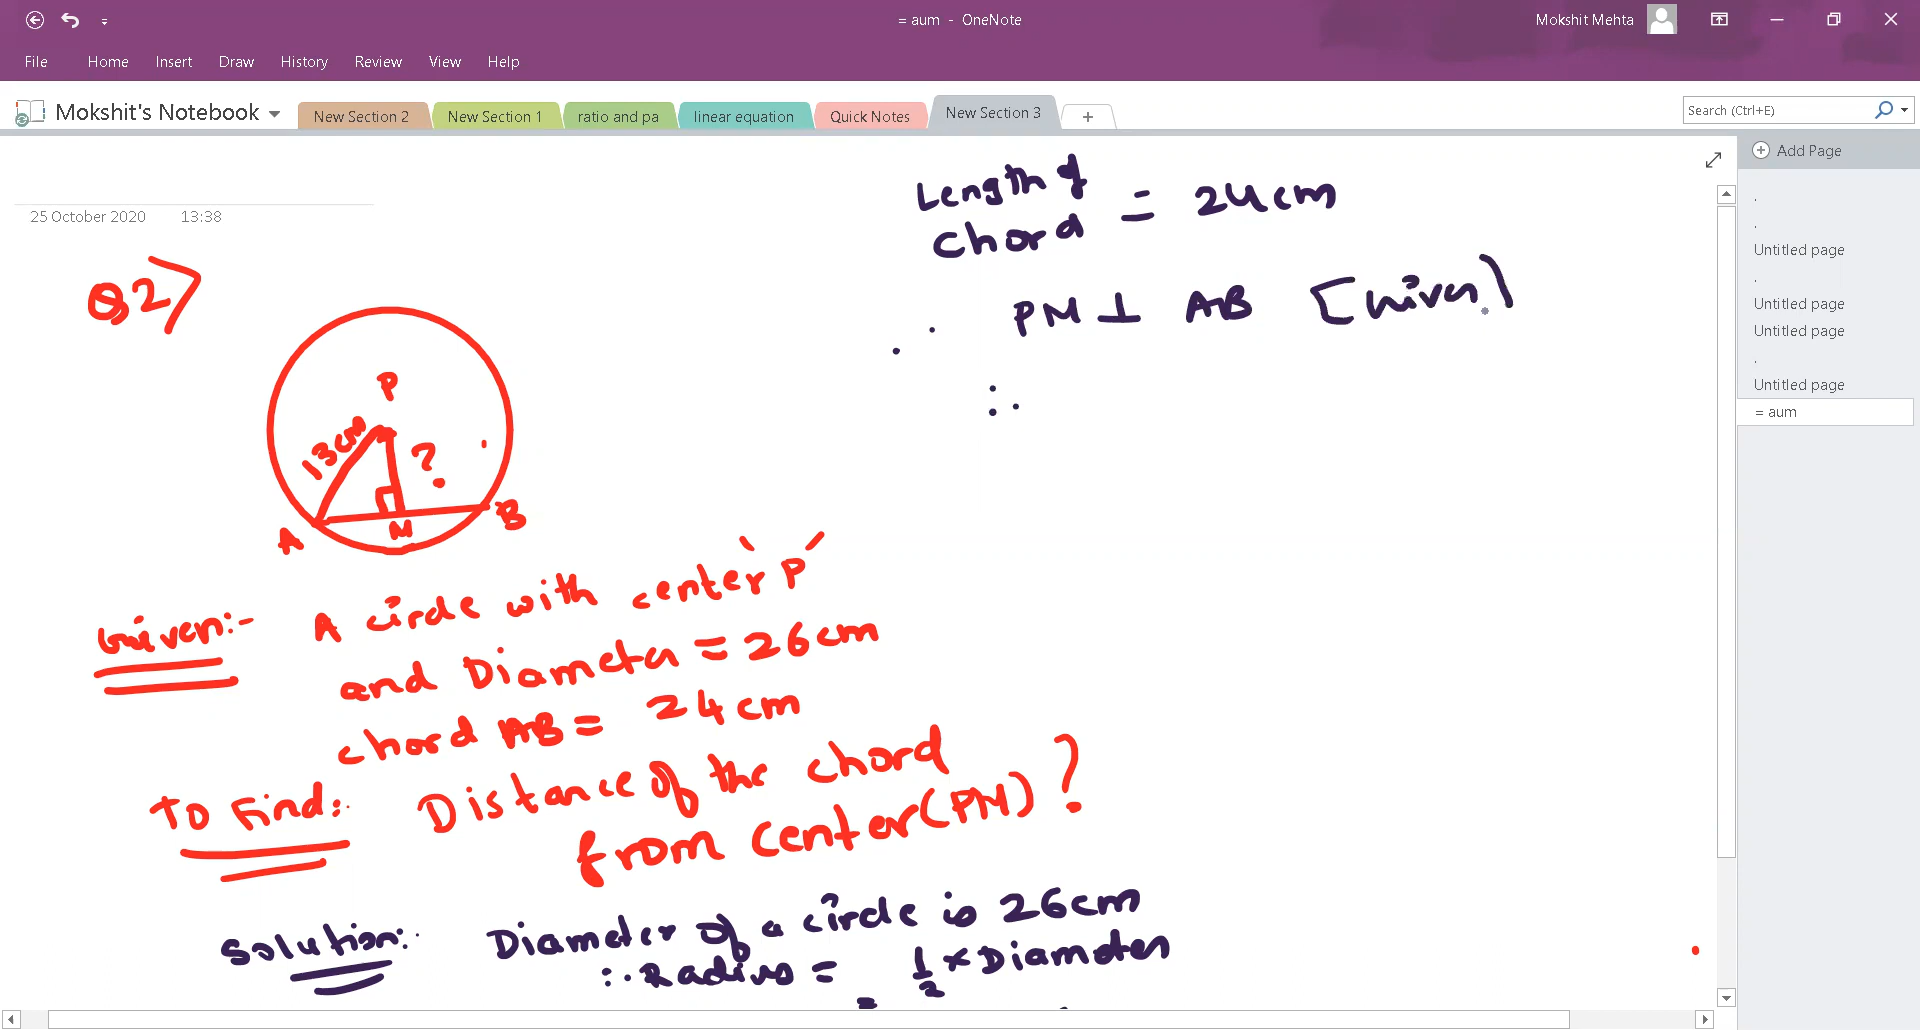 = aum - OneNote
Mokshit Mehta
File Home Insert Draw History Review View Help
Mokshit's Notebook
New Section 2 New Section 1 ratio and pa linear equation Quick Notes New Section 3 +
Search (Ctrl+E)
Add Page
.
.
Untitled page
.
Untitled page
Untitled page
.
Untitled page
= aum
25 October 2020 13:38
Q2)
P
13cm
?
A
M
B
Given:- A circle with center 'P'
and Diameter = 26cm
chord AB = 24cm
To Find: Distance of the chord
from center (PM) ?
Solution: Diameter of a circle is 26cm
∴ Radius = 1/2 × Diameter
=
Length of
chord = 24cm
PM ⊥ AB [Given]
∴